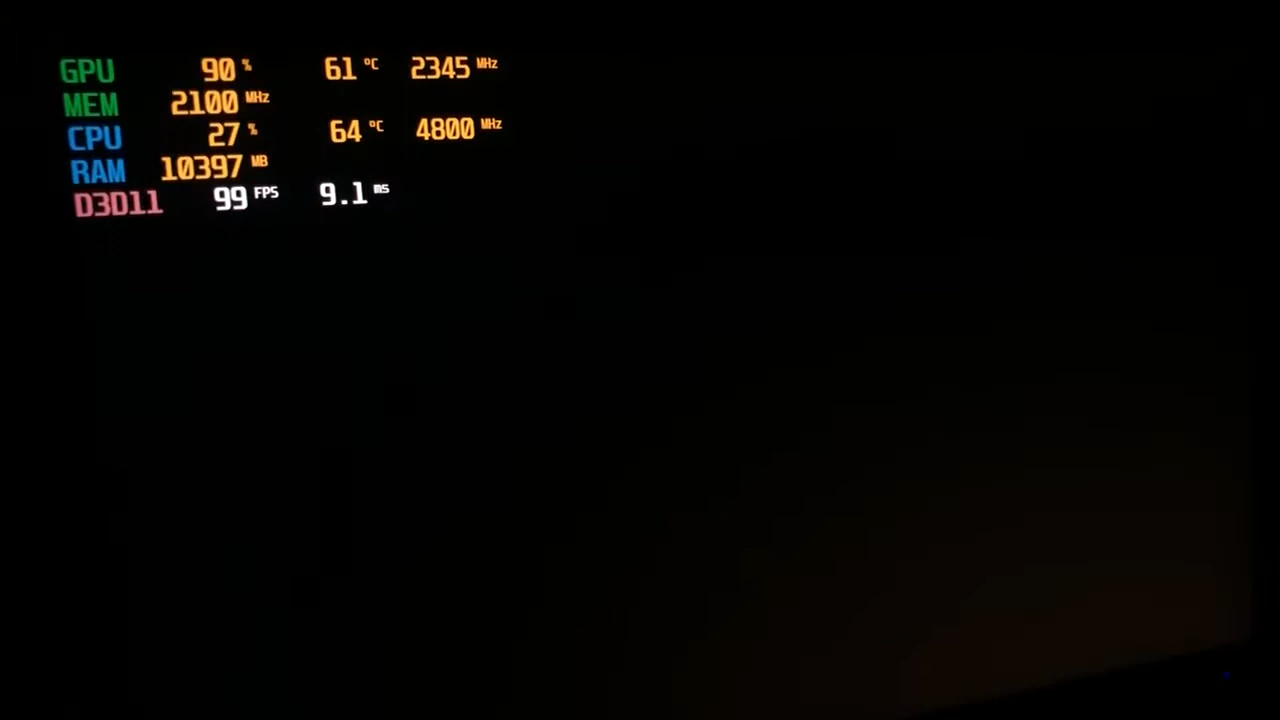 GPU 90 % 61 °C 2345 MHz
MEM 2100 MHz
CPU 27 % 64 °C 4800 MHz
RAM 10397 MB
D3D11 99 FPS 9.1 ms